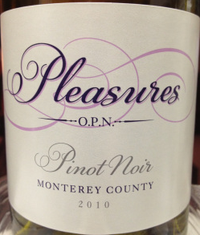 Pleasures
O.P.N.
Pinot Noir
MONTEREY COUNTY
2010